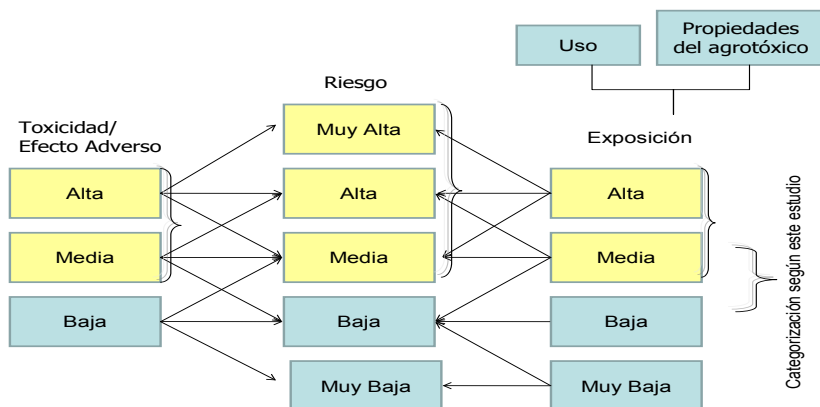 Uso
Propiedades
del agrotóxico
Riesgo
Toxicidad/
Efecto Adverso
Exposición
Muy Alta
Alta
Alta
Alta
Media
Media
Media
Baja
Baja
Baja
Muy Baja
Muy Baja
Categorización según este estudio